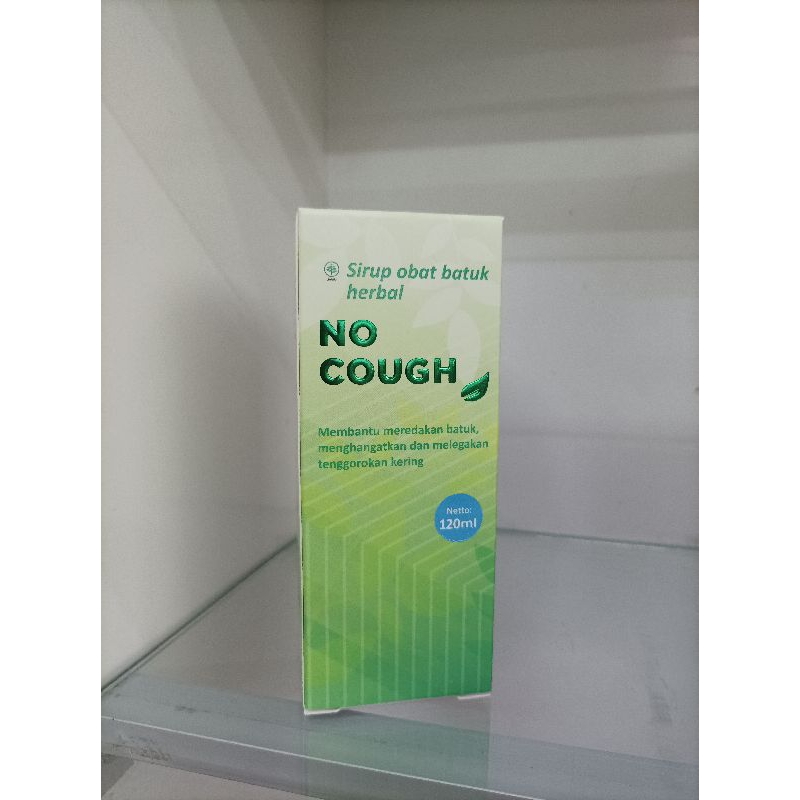 Sirup obat batuk
herbal
NO
COUGH
Membantu meredakan batuk,
menghangatkan dan melegakan
tenggorokan kering
Netto:
120ml